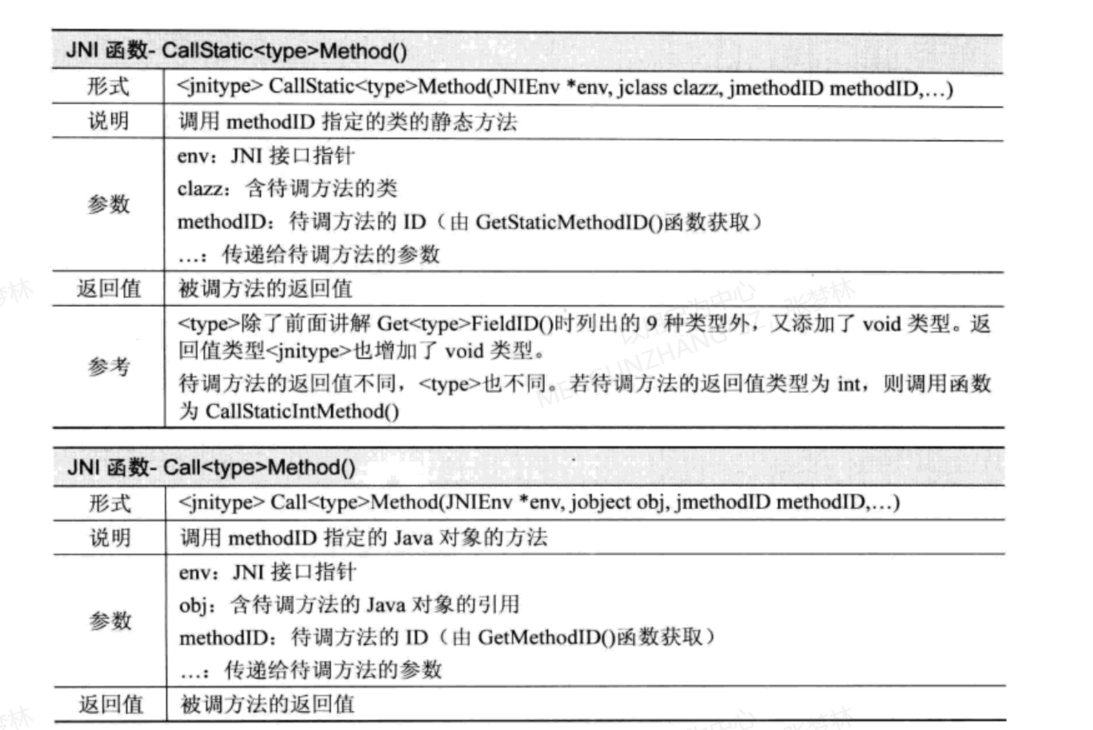 JNI 函数- CallStatic<type>Method()
形式
<jnitype> CallStatic<type>Method(JNIEnv *env, jclass clazz, jmethodID methodID,…)
说明
调用 methodID 指定的类的静态方法
参数
env：JNI 接口指针
clazz：含待调方法的类
methodID：待调方法的 ID（由 GetStaticMethodID()函数获取）
…：传递给待调方法的参数
返回值
被调方法的返回值
参考
<type>除了前面讲解 Get<type>FieldID()时列出的 9 种类型外，又添加了 void 类型。返
回值类型<jnitype>也增加了 void 类型。
待调方法的返回值不同，<type>也不同。若待调方法的返回值类型为 int，则调用函数
为 CallStaticIntMethod()
JNI 函数- Call<type>Method()
形式
<jnitype> Call<type>Method(JNIEnv *env, jobject obj, jmethodID methodID,…)
说明
调用 methodID 指定的 Java 对象的方法
参数
env：JNI 接口指针
obj：含待调方法的 Java 对象的引用
methodID：待调方法的 ID（由 GetMethodID()函数获取）
…：传递给待调方法的参数
返回值
被调方法的返回值